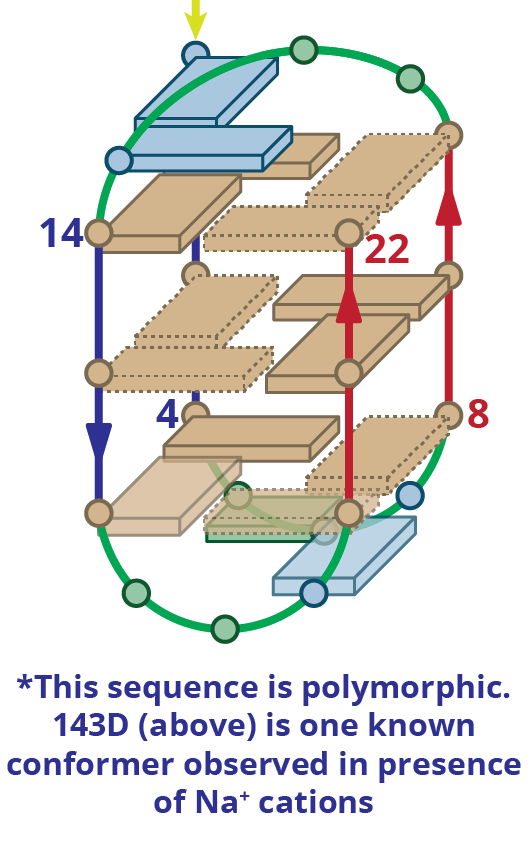 14
22
4
8
*This sequence is polymorphic.
143D (above) is one known
conformer observed in presence
of Na⁺ cations